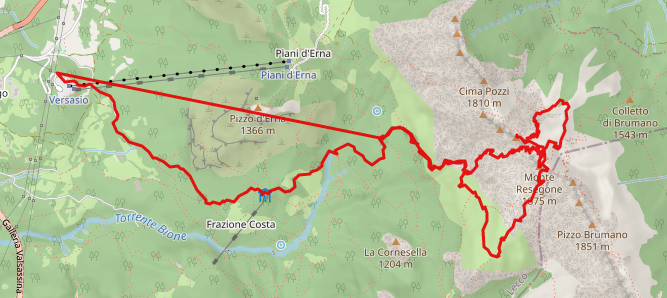 Piani d'Erna
Piani d'Erna
Versasio
go
Pizzo d'Erna
1366 m
Cima Pozzi
1810 m
Colletto
di Brumano
1543 m
Monte
Resegone
1875 m
Torrente Bione
Frazione Costa
Pizzo Brumano
1851 m
La Cornesella
1204 m
Galleria Valsassina
Lecco